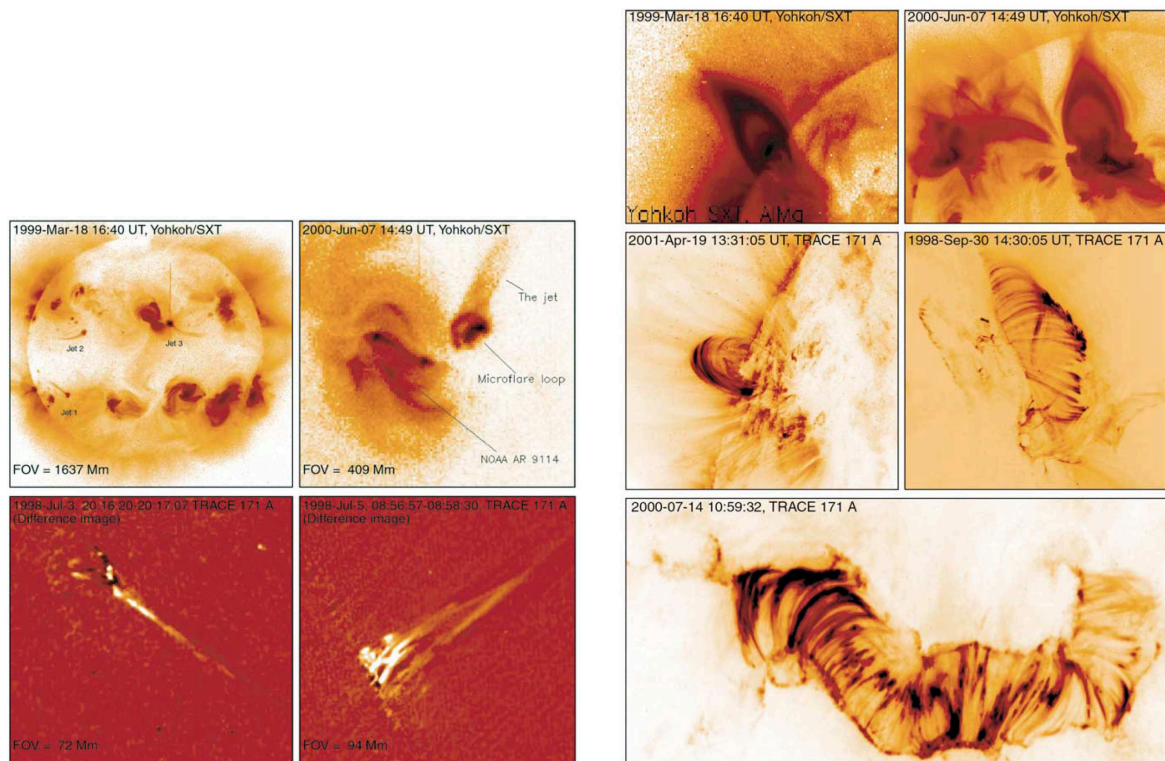 1999-Mar-18 16:40 UT, Yohkoh/SXT
Jet 2
Jet 3
Jet 1
FOV = 1637 Mm
2000-Jun-07 14:49 UT, Yohkoh/SXT
The jet
Microflare loop
NOAA AR 9114
FOV = 409 Mm
1998-Jul-3, 20:16:20-20:17:07 TRACE 171 A
(Difference image)
FOV = 72 Mm
1998-Jul-5, 08:56:57-08:58:30 TRACE 171 A
(Difference image)
FOV = 94 Mm
1999-Mar-18 16:40 UT, Yohkoh/SXT
Yohkoh SXT, AlMg
2000-Jun-07 14:49 UT, Yohkoh/SXT
2001-Apr-19 13:31:05 UT, TRACE 171 A
1998-Sep-30 14:30:05 UT, TRACE 171 A
2000-07-14 10:59:32, TRACE 171 A